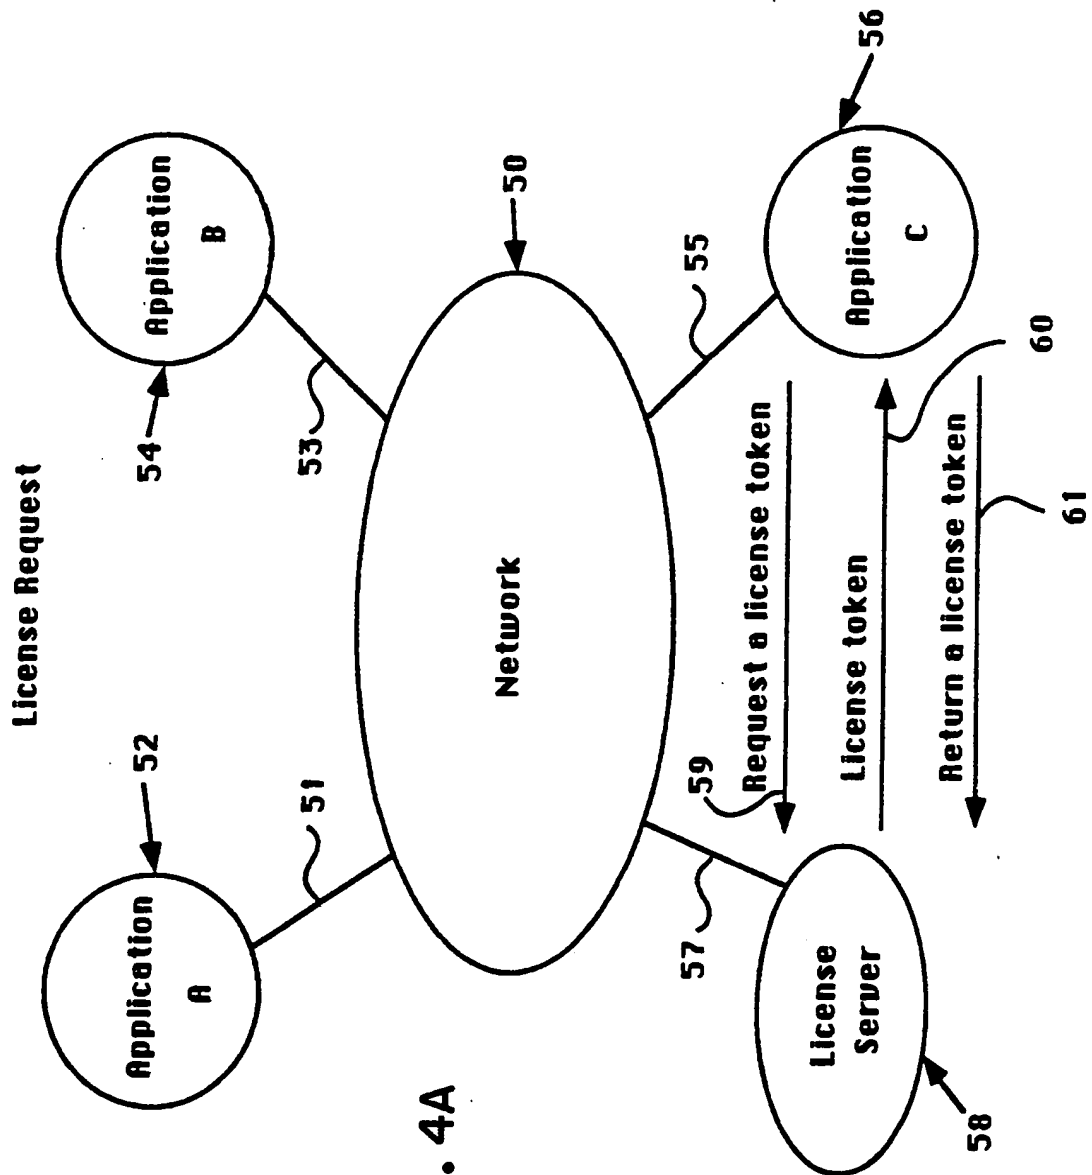 License Request
52
Application
A
51
54
Application
B
53
Network
50
57
55
License
Server
58
59
Request a license token
License token
60
Return a license token
61
Application
C
56
. 4A